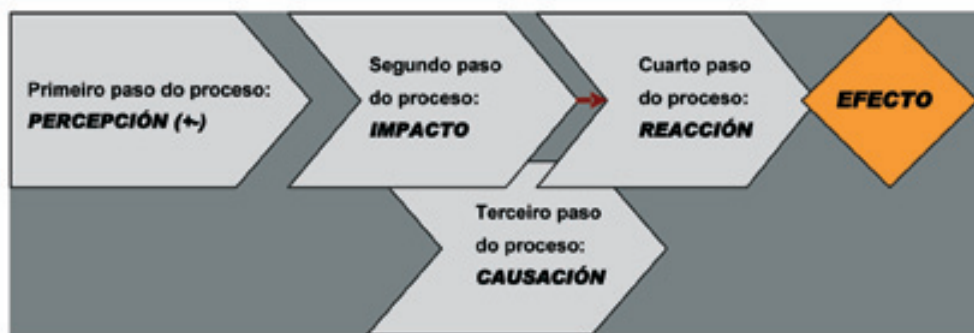 Primeiro paso do proceso:
PERCEPCIÓN (+-)
Segundo paso
do proceso:
IMPACTO
Terceiro paso
do proceso:
CAUSACIÓN
Cuarto paso
do proceso:
REACCIÓN
EFECTO